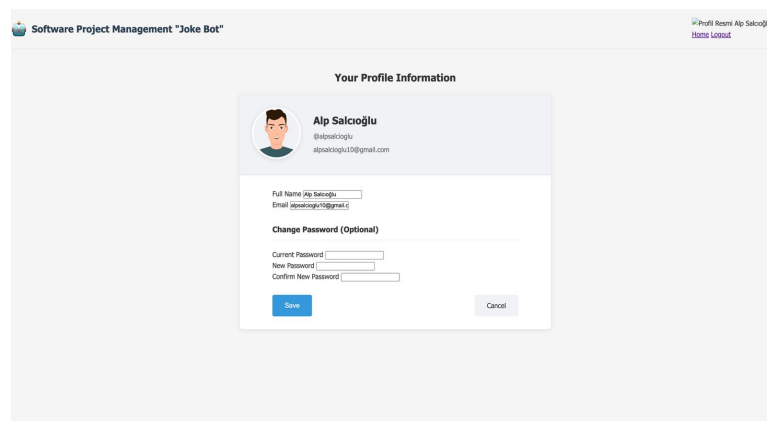 Software Project Management "Joke Bot"
Profil Resmi Alp Salcıoğl
Home Logout
Your Profile Information
Alp Salcıoğlu
@alpsalcioglu
alpsalcioglu10@gmail.com
Full Name Alp Salcıoğlu
Email alpsalcioglu10@gmail.c
Change Password (Optional)
Current Password
New Password
Confirm New Password
Save Cancel